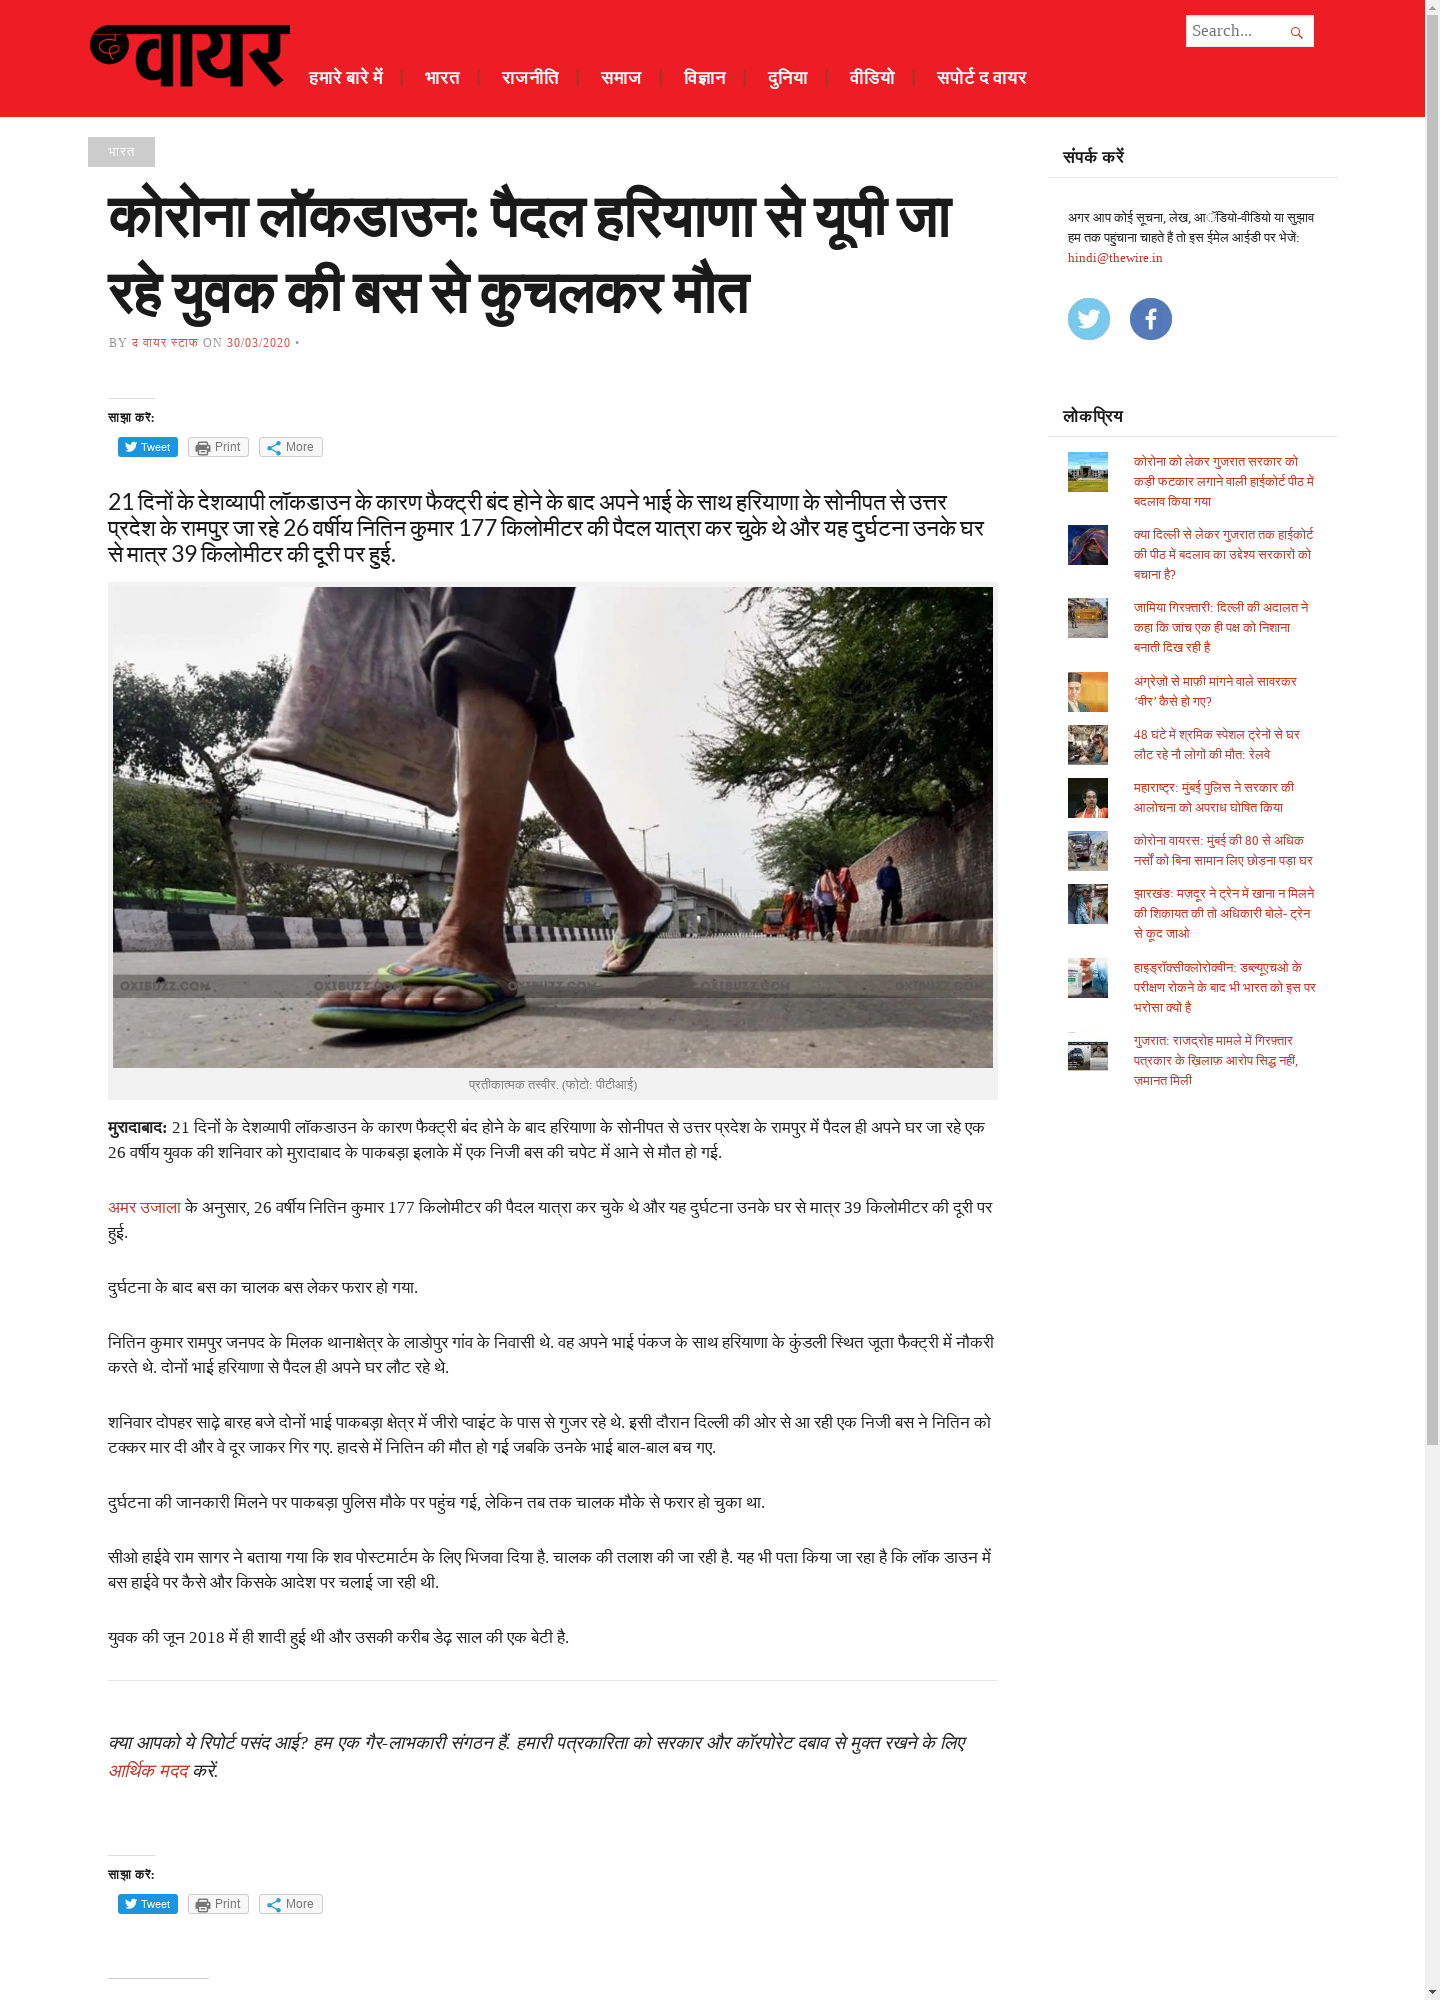 द वायर
Search...
हमारे बारे में
भारत
राजनीति
समाज
विज्ञान
दुनिया
वीडियो
सपोर्ट द वायर
भारत
कोरोना लॉकडाउन: पैदल हरियाणा से यूपी जा
रहे युवक की बस से कुचलकर मौत
BY द वायर स्टाफ ON 30/03/2020 •
साझा करें:
Tweet
Print
More
21 दिनों के देशव्यापी लॉकडाउन के कारण फैक्ट्री बंद होने के बाद अपने भाई के साथ हरियाणा के सोनीपत से उत्तर
प्रदेश के रामपुर जा रहे 26 वर्षीय नितिन कुमार 177 किलोमीटर की पैदल यात्रा कर चुके थे और यह दुर्घटना उनके घर
से मात्र 39 किलोमीटर की दूरी पर हुई.
OXIBUZZ.COM
OXIBUZZ.COM
OXIBUZZ.COM
OXIBUZZ.COM
OXIBUZZ.COM
प्रतीकात्मक तस्वीर. (फोटो: पीटीआई)
मुरादाबाद: 21 दिनों के देशव्यापी लॉकडाउन के कारण फैक्ट्री बंद होने के बाद हरियाणा के सोनीपत से उत्तर प्रदेश के रामपुर में पैदल ही अपने घर जा रहे एक
26 वर्षीय युवक की शनिवार को मुरादाबाद के पाकबड़ा इलाके में एक निजी बस की चपेट में आने से मौत हो गई.
अमर उजाला के अनुसार, 26 वर्षीय नितिन कुमार 177 किलोमीटर की पैदल यात्रा कर चुके थे और यह दुर्घटना उनके घर से मात्र 39 किलोमीटर की दूरी पर
हुई.
दुर्घटना के बाद बस का चालक बस लेकर फरार हो गया.
नितिन कुमार रामपुर जनपद के मिलक थानाक्षेत्र के लाडोपुर गांव के निवासी थे. वह अपने भाई पंकज के साथ हरियाणा के कुंडली स्थित जूता फैक्ट्री में नौकरी
करते थे. दोनों भाई हरियाणा से पैदल ही अपने घर लौट रहे थे.
शनिवार दोपहर साढ़े बारह बजे दोनों भाई पाकबड़ा क्षेत्र में जीरो प्वाइंट के पास से गुजर रहे थे. इसी दौरान दिल्ली की ओर से आ रही एक निजी बस ने नितिन को
टक्कर मार दी और वे दूर जाकर गिर गए. हादसे में नितिन की मौत हो गई जबकि उनके भाई बाल-बाल बच गए.
दुर्घटना की जानकारी मिलने पर पाकबड़ा पुलिस मौके पर पहुंच गई, लेकिन तब तक चालक मौके से फरार हो चुका था.
सीओ हाईवे राम सागर ने बताया गया कि शव पोस्टमार्टम के लिए भिजवा दिया है. चालक की तलाश की जा रही है. यह भी पता किया जा रहा है कि लॉक डाउन में
बस हाईवे पर कैसे और किसके आदेश पर चलाई जा रही थी.
युवक की जून 2018 में ही शादी हुई थी और उसकी करीब डेढ़ साल की एक बेटी है.
क्या आपको ये रिपोर्ट पसंद आई? हम एक गैर-लाभकारी संगठन हैं. हमारी पत्रकारिता को सरकार और कॉरपोरेट दबाव से मुक्त रखने के लिए
आर्थिक मदद करें.
साझा करें:
Tweet
Print
More
संपर्क करें
अगर आप कोई सूचना, लेख, आॅडियो-वीडियो या सुझाव
हम तक पहुंचाना चाहते हैं तो इस ईमेल आईडी पर भेजें:
hindi@thewire.in
लोकप्रिय
कोरोना को लेकर गुजरात सरकार को
कड़ी फटकार लगाने वाली हाईकोर्ट पीठ में
बदलाव किया गया
क्या दिल्ली से लेकर गुजरात तक हाईकोर्ट
की पीठ में बदलाव का उद्देश्य सरकारों को
बचाना है?
जामिया गिरफ़्तारी: दिल्ली की अदालत ने
कहा कि जांच एक ही पक्ष को निशाना
बनाती दिख रही है
अंग्रेज़ों से माफ़ी मांगने वाले सावरकर
‘वीर’ कैसे हो गए?
48 घंटे में श्रमिक स्पेशल ट्रेनों से घर
लौट रहे नौ लोगों की मौत: रेलवे
महाराष्ट्र: मुंबई पुलिस ने सरकार की
आलोचना को अपराध घोषित किया
कोरोना वायरस: मुंबई की 80 से अधिक
नर्सों को बिना सामान लिए छोड़ना पड़ा घर
झारखंडः मज़दूर ने ट्रेन में खाना न मिलने
की शिकायत की तो अधिकारी बोले- ट्रेन
से कूद जाओ
हाइड्रॉक्सीक्लोरोक्वीन: डब्ल्यूएचओ के
परीक्षण रोकने के बाद भी भारत को इस पर
भरोसा क्यों है
गुजरात: राजद्रोह मामले में गिरफ़्तार
पत्रकार के ख़िलाफ़ आरोप सिद्ध नहीं,
ज़मानत मिली